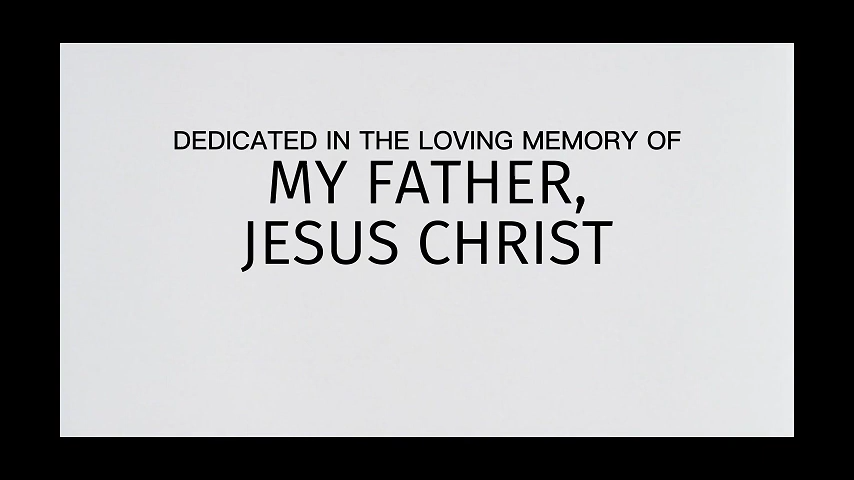 DEDICATED IN THE LOVING MEMORY OF
MY FATHER,
JESUS CHRIST